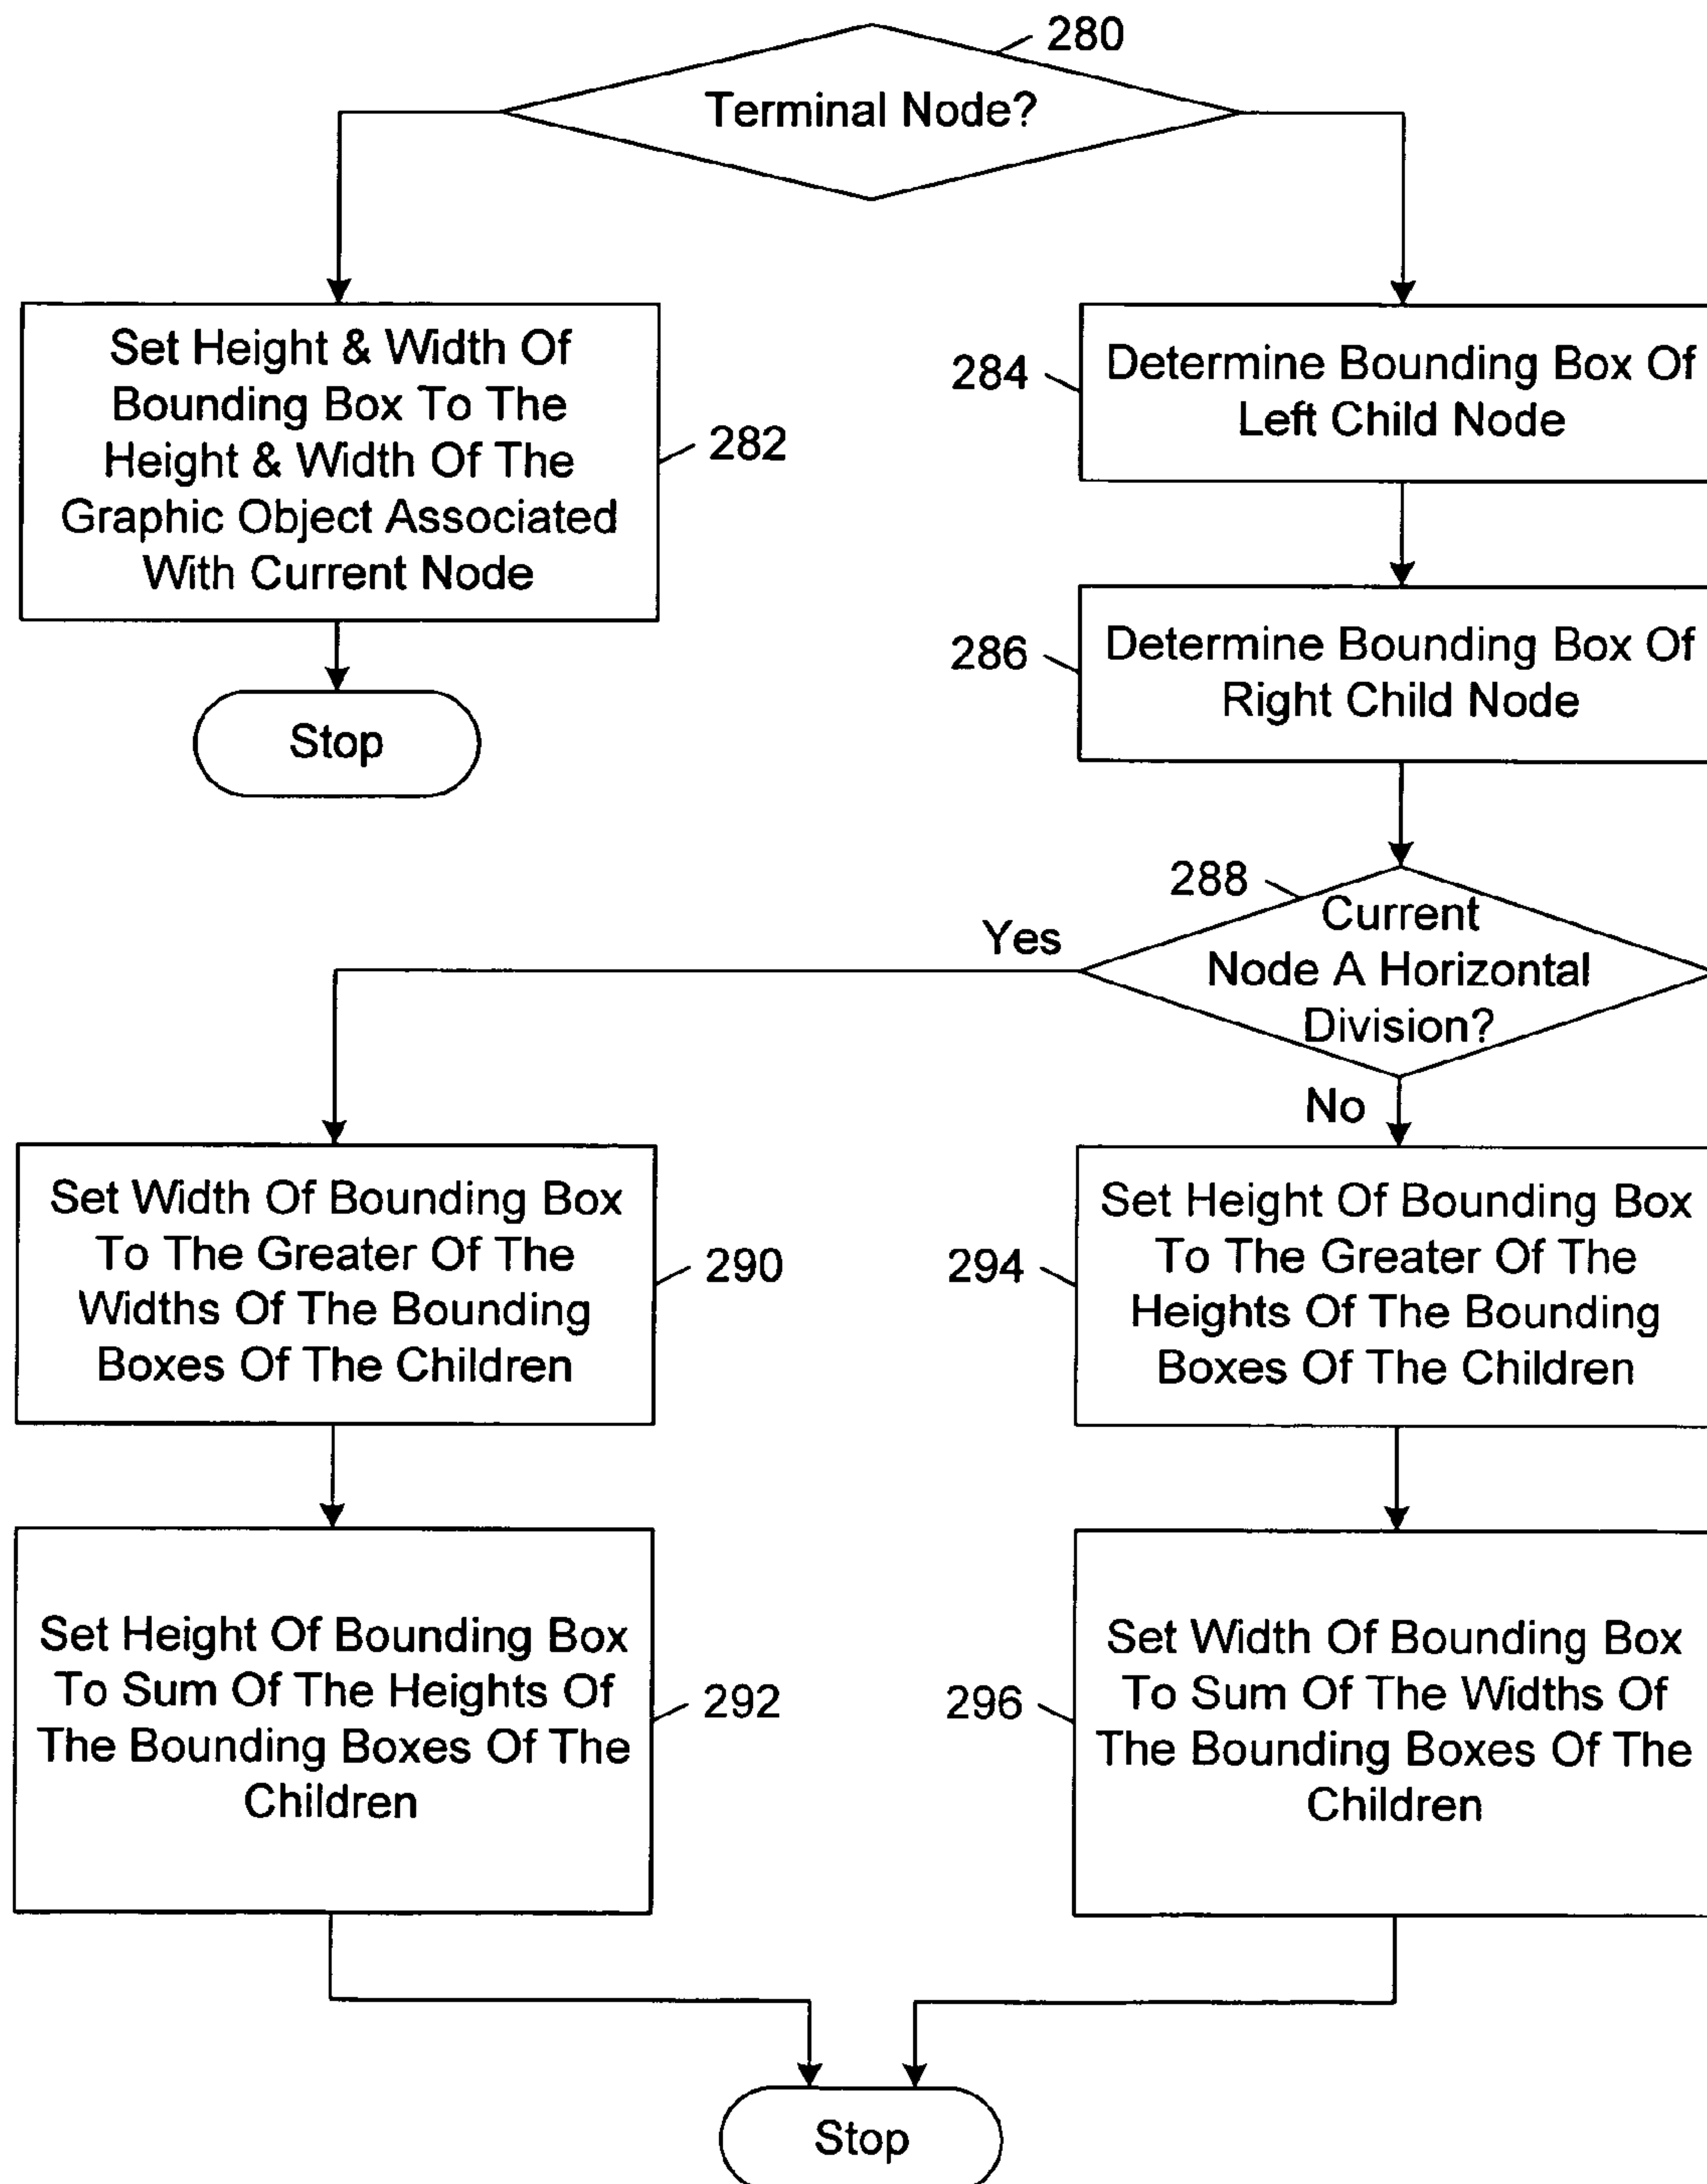 280
Terminal Node?
Set Height & Width Of
Bounding Box To The
Height & Width Of The
Graphic Object Associated
With Current Node
282
284
Determine Bounding Box Of
Left Child Node
286
Determine Bounding Box Of
Right Child Node
Stop
288
Current
Node A Horizontal
Division?
Yes
No
Set Width Of Bounding Box
To The Greater Of The
Widths Of The Bounding
Boxes Of The Children
290
294
Set Height Of Bounding Box
To The Greater Of The
Heights Of The Bounding
Boxes Of The Children
Set Height Of Bounding Box
To Sum Of The Heights Of
The Bounding Boxes Of The
Children
292
296
Set Width Of Bounding Box
To Sum Of The Widths Of
The Bounding Boxes Of The
Children
Stop